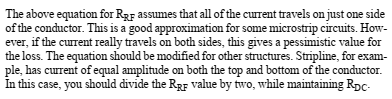 The above equation for RRF assumes that all of the current travels on just one side
of the conductor. This is a good approximation for some microstrip circuits. How-
ever, if the current really travels on both sides, this gives a pessimistic value for
the loss. The equation should be modified for other structures. Stripline, for exam-
ple, has current of equal amplitude on both the top and bottom of the conductor.
In this case, you should divide the RRF value by two, while maintaining RDC.